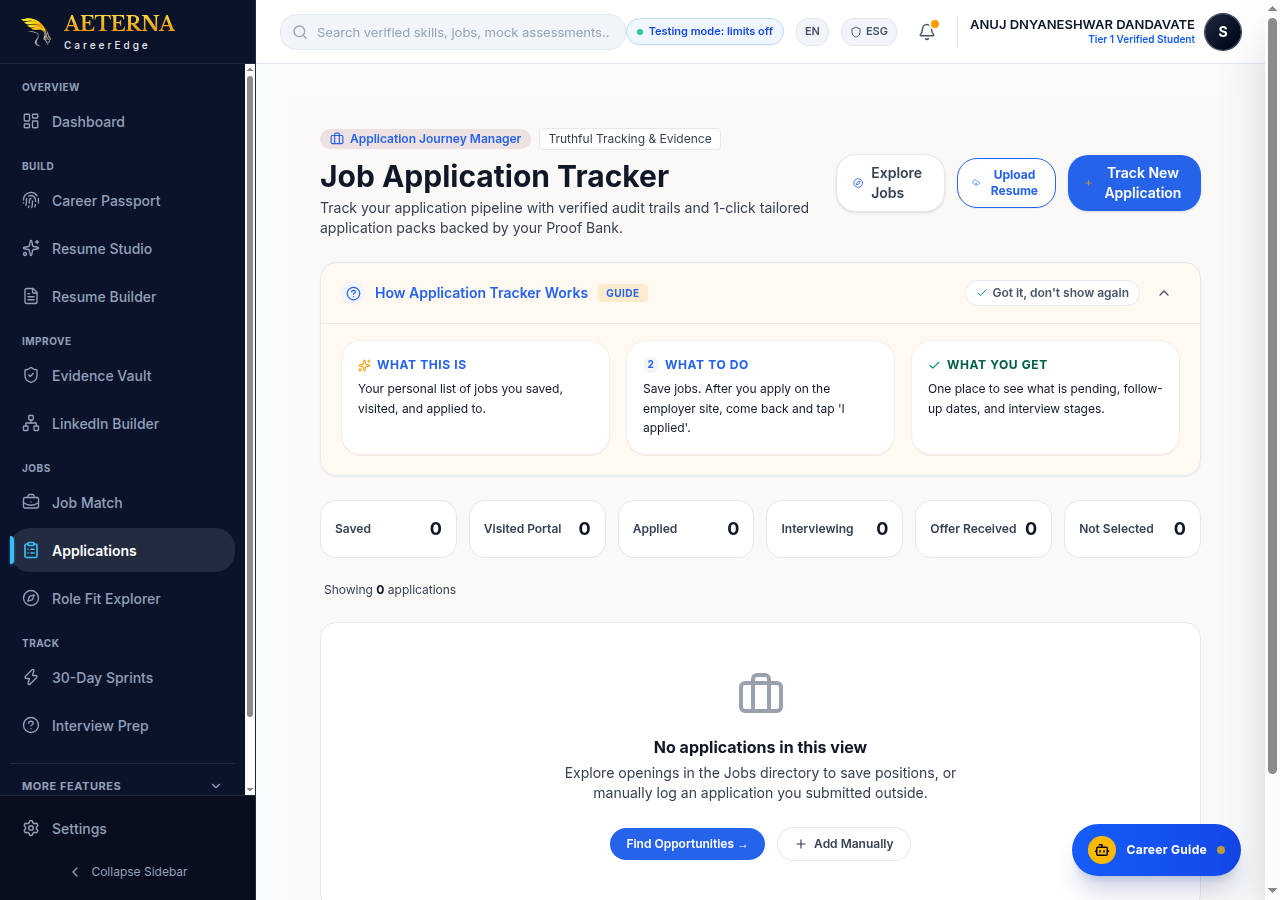 AETERNA
CareerEdge
OVERVIEW
Dashboard
BUILD
Career Passport
Resume Studio
Resume Builder
IMPROVE
Evidence Vault
LinkedIn Builder
JOBS
Job Match
Applications
Role Fit Explorer
TRACK
30-Day Sprints
Interview Prep
MORE FEATURES
Settings
Collapse Sidebar
Search verified skills, jobs, mock assessments..
Testing mode: limits off
EN
ESG
ANUJ DNYANESHWAR DANDAVATE
Tier 1 Verified Student
S
Application Journey Manager
Truthful Tracking & Evidence
Job Application Tracker
Track your application pipeline with verified audit trails and 1-click tailored
application packs backed by your Proof Bank.
Explore
Jobs
Upload
Resume
Track New
Application
How Application Tracker Works
GUIDE
Got it, don't show again
WHAT THIS IS
Your personal list of jobs you saved,
visited, and applied to.
2 WHAT TO DO
Save jobs. After you apply on the
employer site, come back and tap 'I
applied'.
WHAT YOU GET
One place to see what is pending, follow-
up dates, and interview stages.
Saved 0
Visited Portal 0
Applied 0
Interviewing 0
Offer Received 0
Not Selected 0
Showing 0 applications
No applications in this view
Explore openings in the Jobs directory to save positions, or
manually log an application you submitted outside.
Find Opportunities →
Add Manually
Career Guide